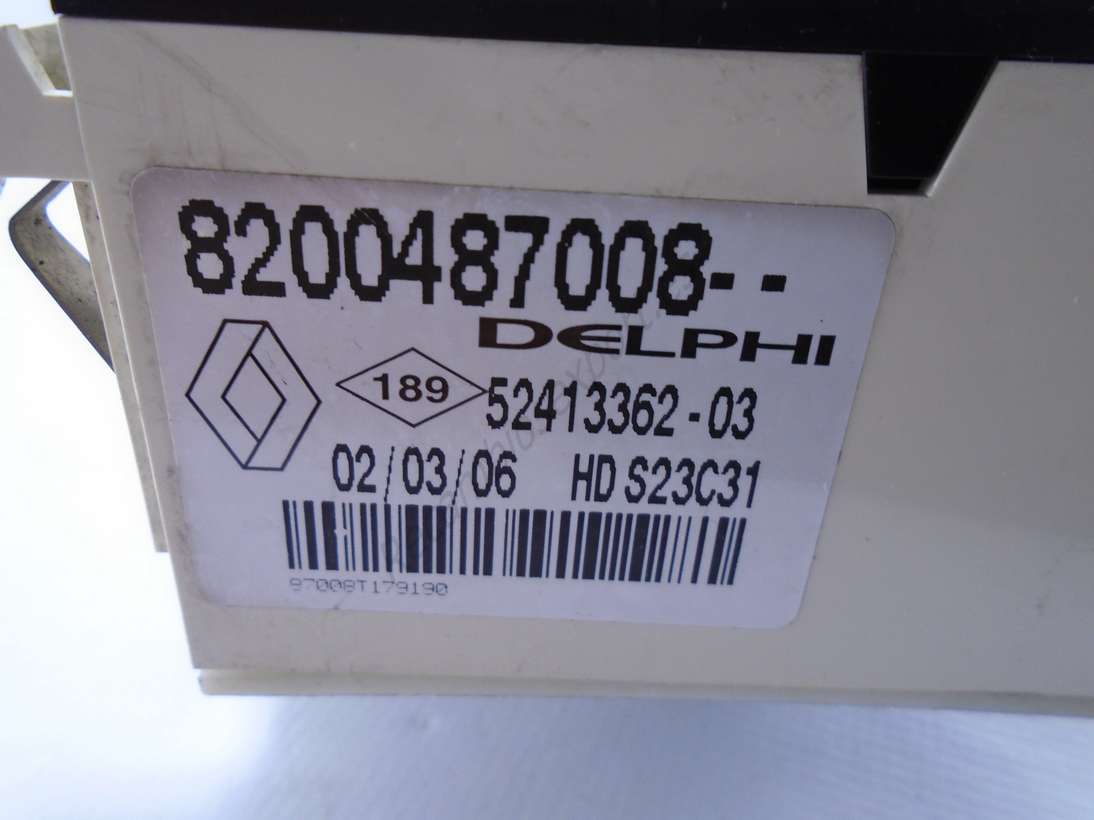 8200487008--
DELPHI
189
52413362-03
02/03/06 HD S23C31
87008T179190